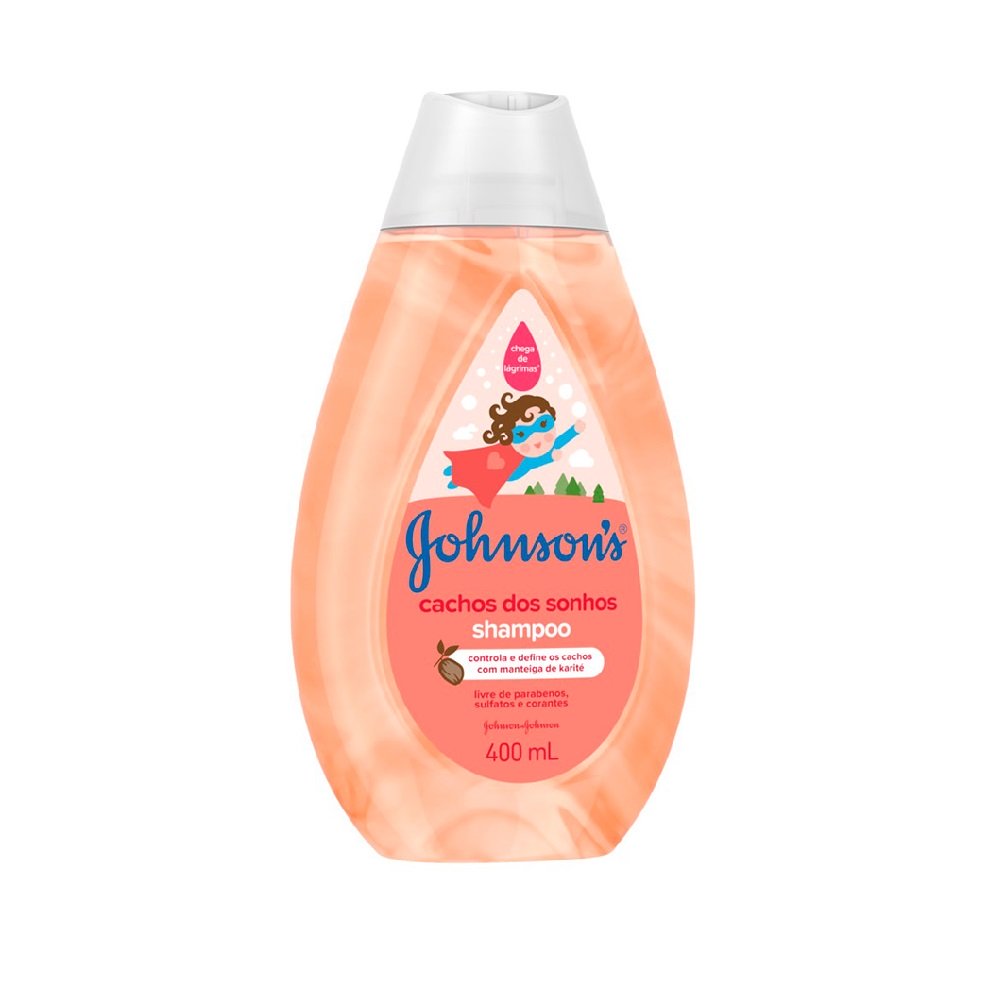 chega
de
lágrimas*
Johnson's®
cachos dos sonhos
shampoo
controla e define os cachos
com manteiga de karité
livre de parabenos,
sulfatos e corantes
Johnson&Johnson
400 mL